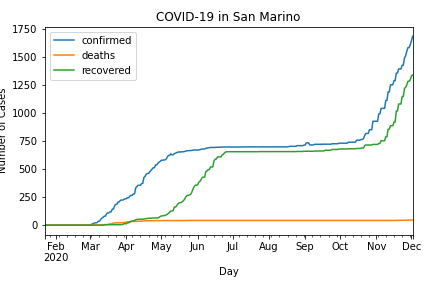 COVID-19 in San Marino
1750
1500
1250
1000
750
500
250
0
Number of Cases
confirmed
deaths
recovered
Feb Mar Apr May Jun Jul Aug Sep Oct Nov Dec
2020
Day